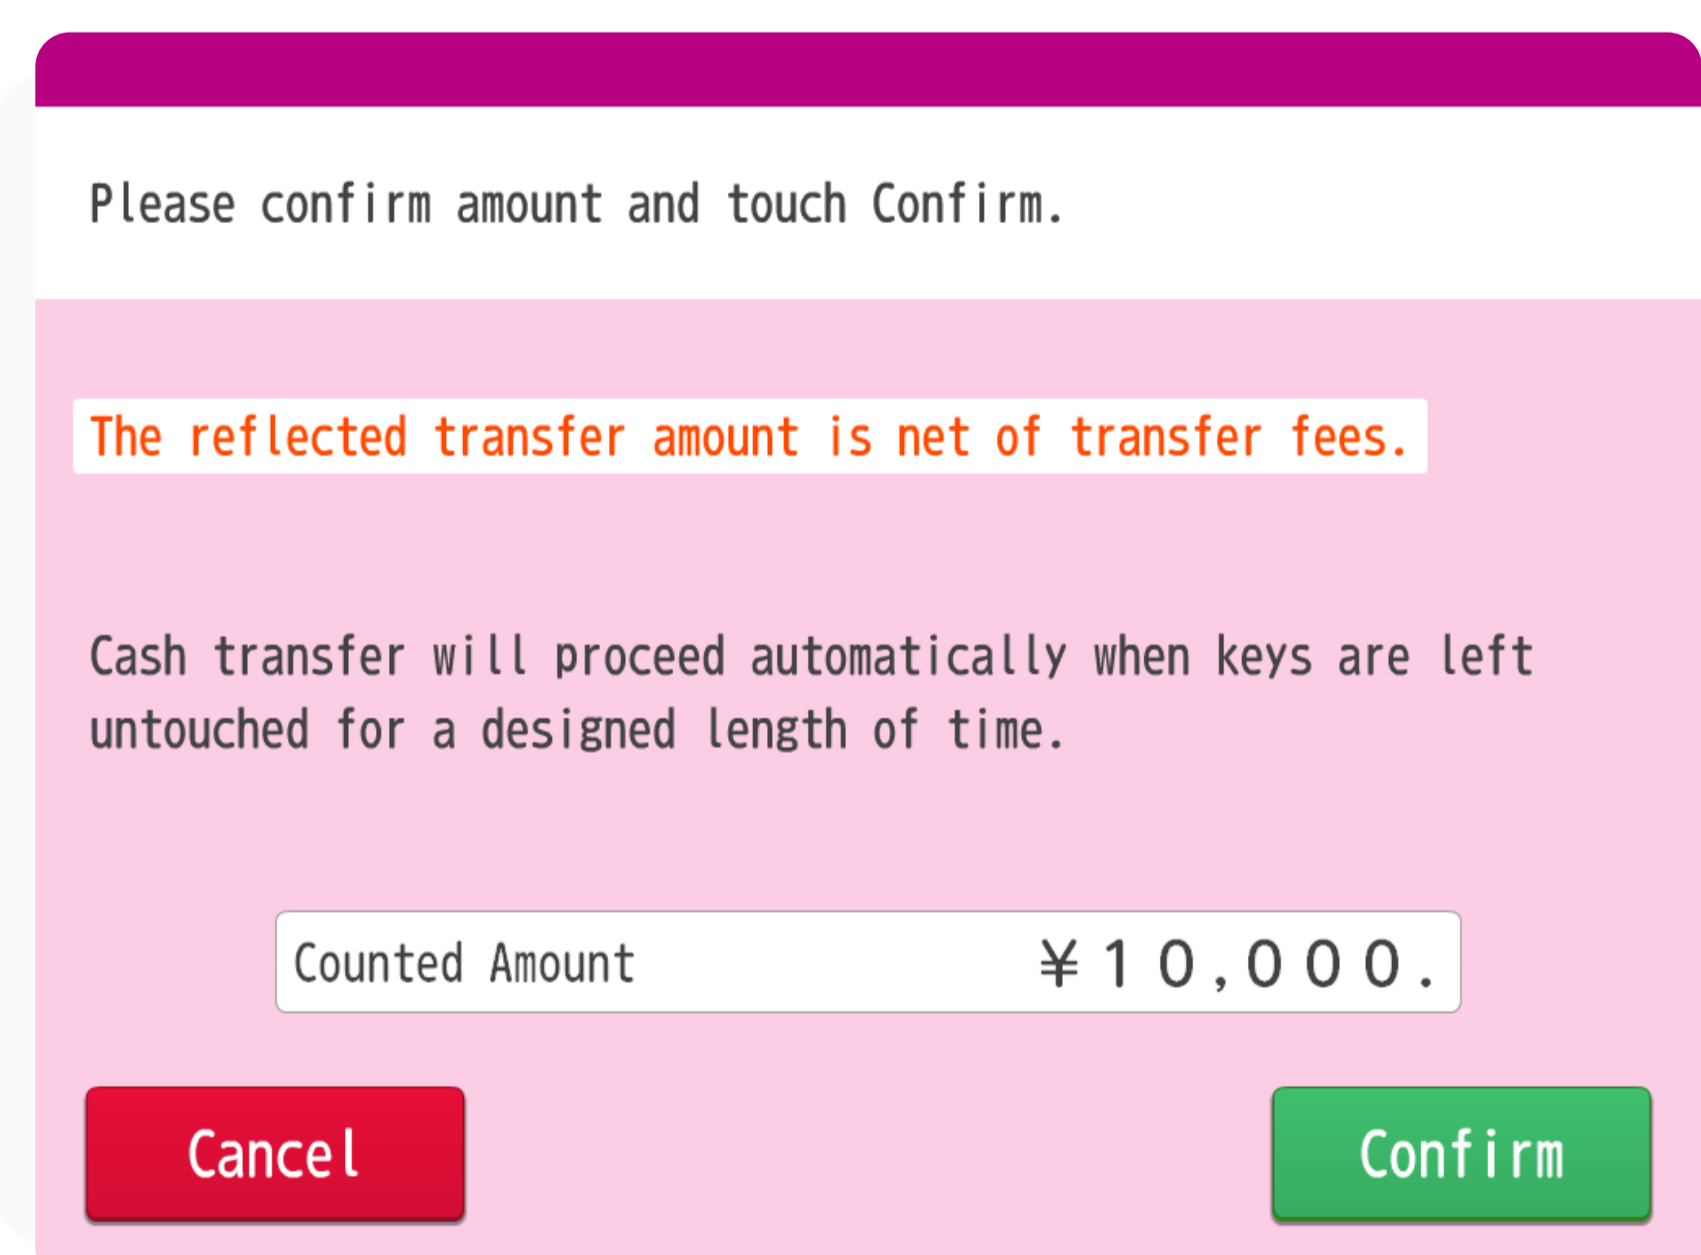 Please confirm amount and touch Confirm.
The reflected transfer amount is net of transfer fees.
Cash transfer will proceed automatically when keys are left
untouched for a designed length of time.
Counted Amount ¥10,000.
Cancel Confirm